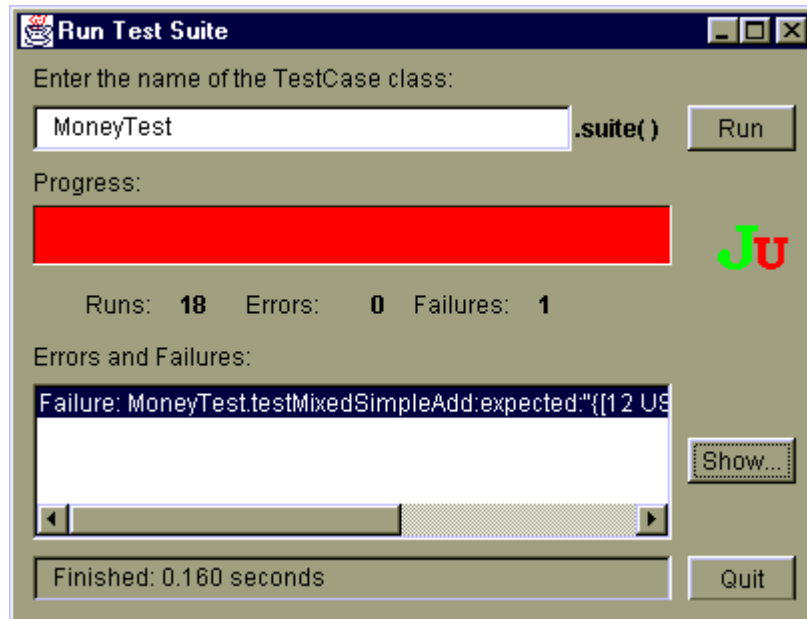 Run Test Suite
Enter the name of the TestCase class:
MoneyTest .suite( ) Run
Progress:
JU
Runs: 18 Errors: 0 Failures: 1
Errors and Failures:
Failure: MoneyTest.testMixedSimpleAdd:expected:"{[12 US
Show...
Finished: 0.160 seconds Quit